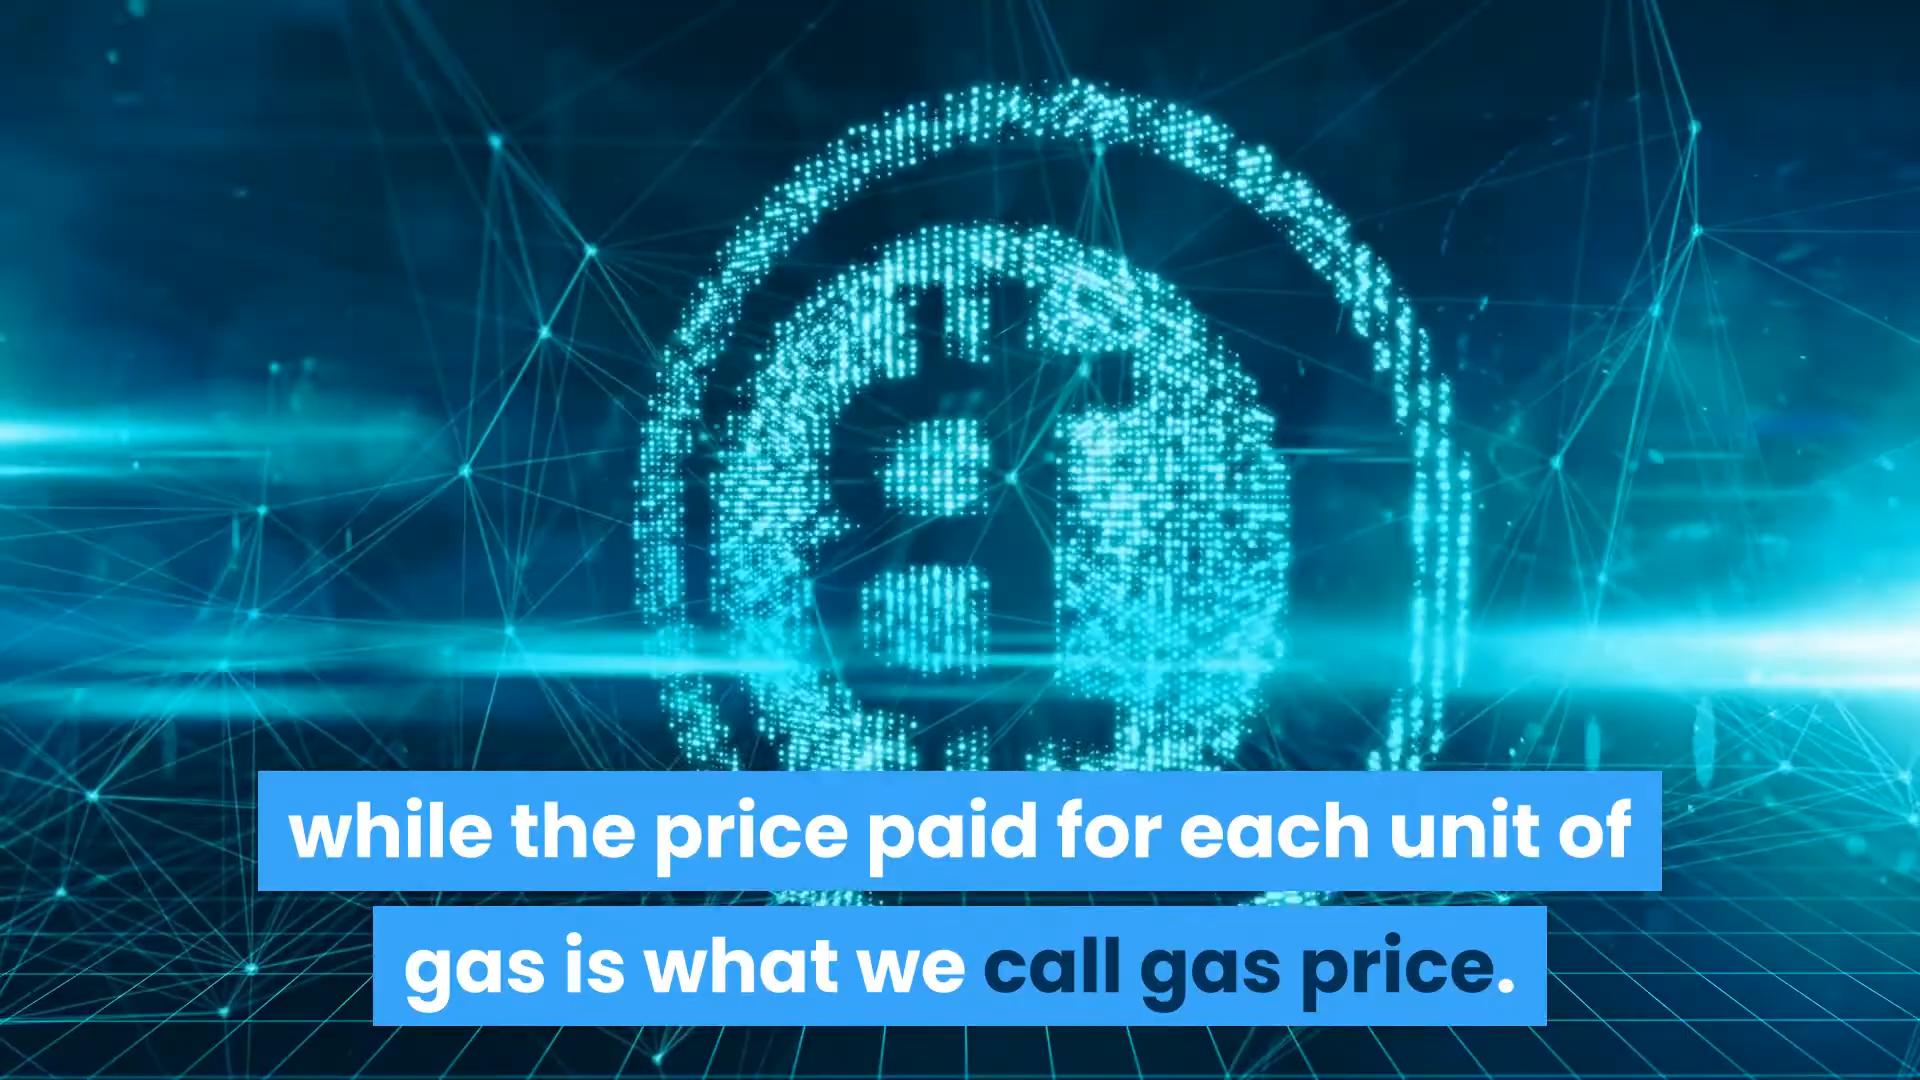 while the price paid for each unit of
gas is what we call gas price.